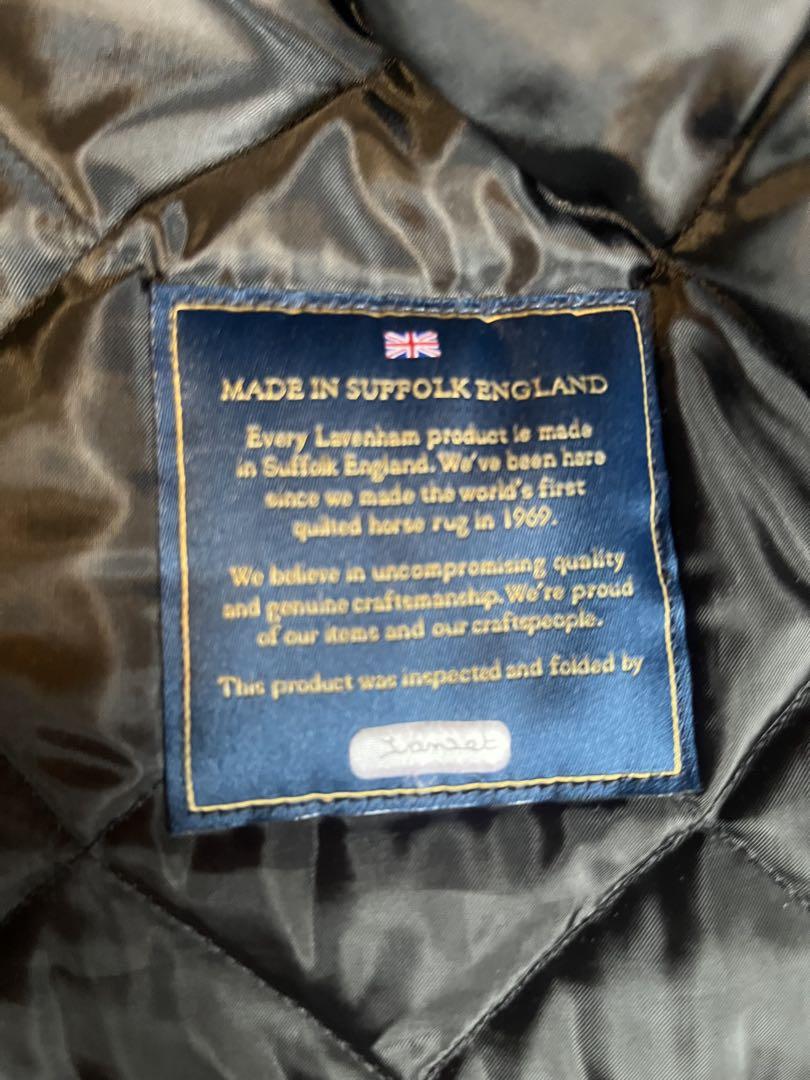 MADE IN SUFFOLK ENGLAND
Every Lavenham product is made
in Suffolk England. We've been here
since we made the world's first
quilted horse rug in 1969.
We believe in uncompromising quality
and genuine craftsmanship. We're proud
of our items and our craftspeople.
This product was inspected and folded by